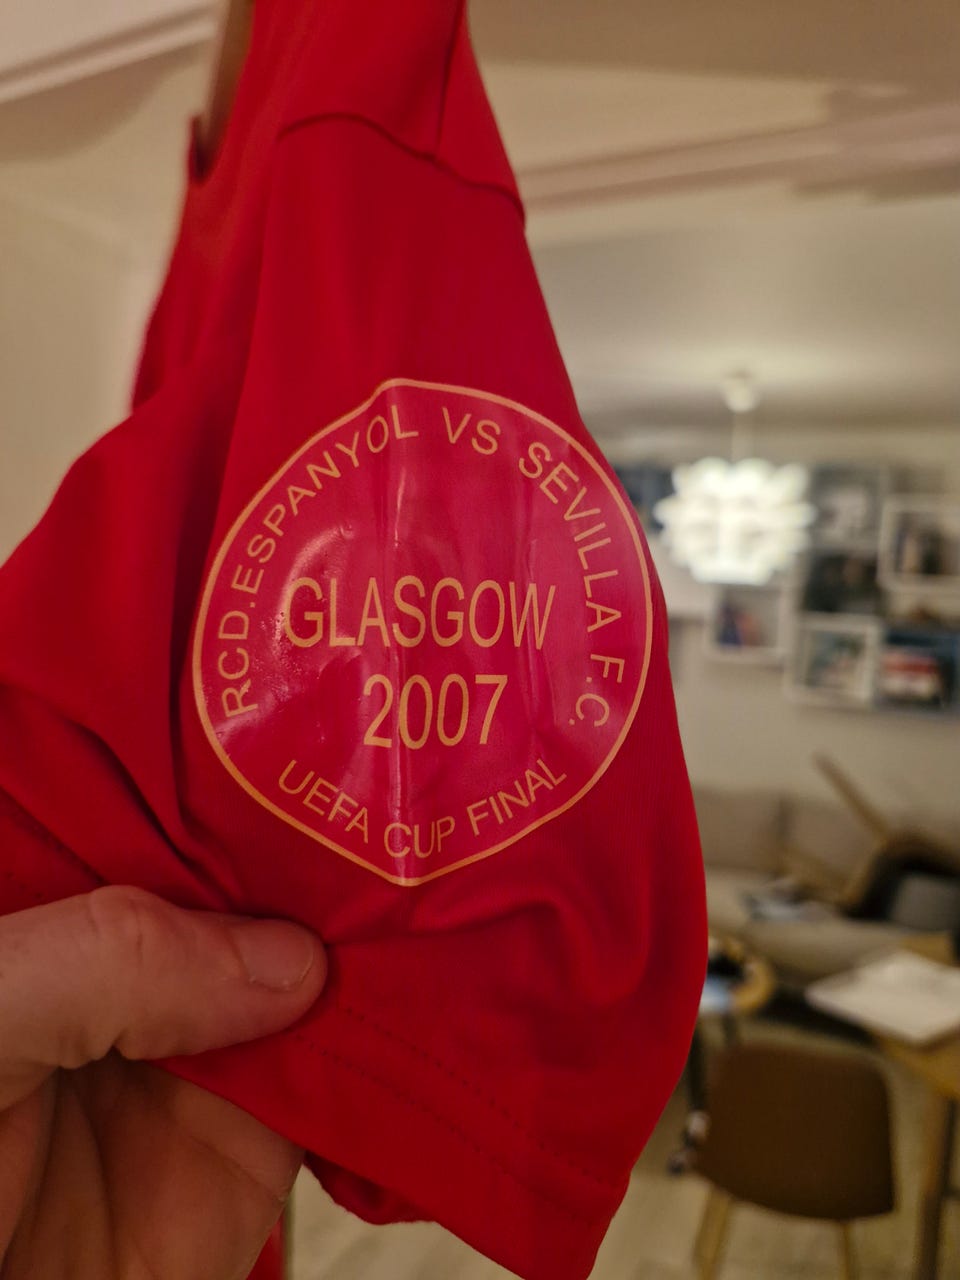 RCD.ESPANYOL VS SEVILLA F.C.
GLASGOW
2007
UEFA CUP FINAL